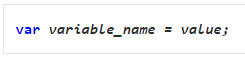 var variable_name = value;